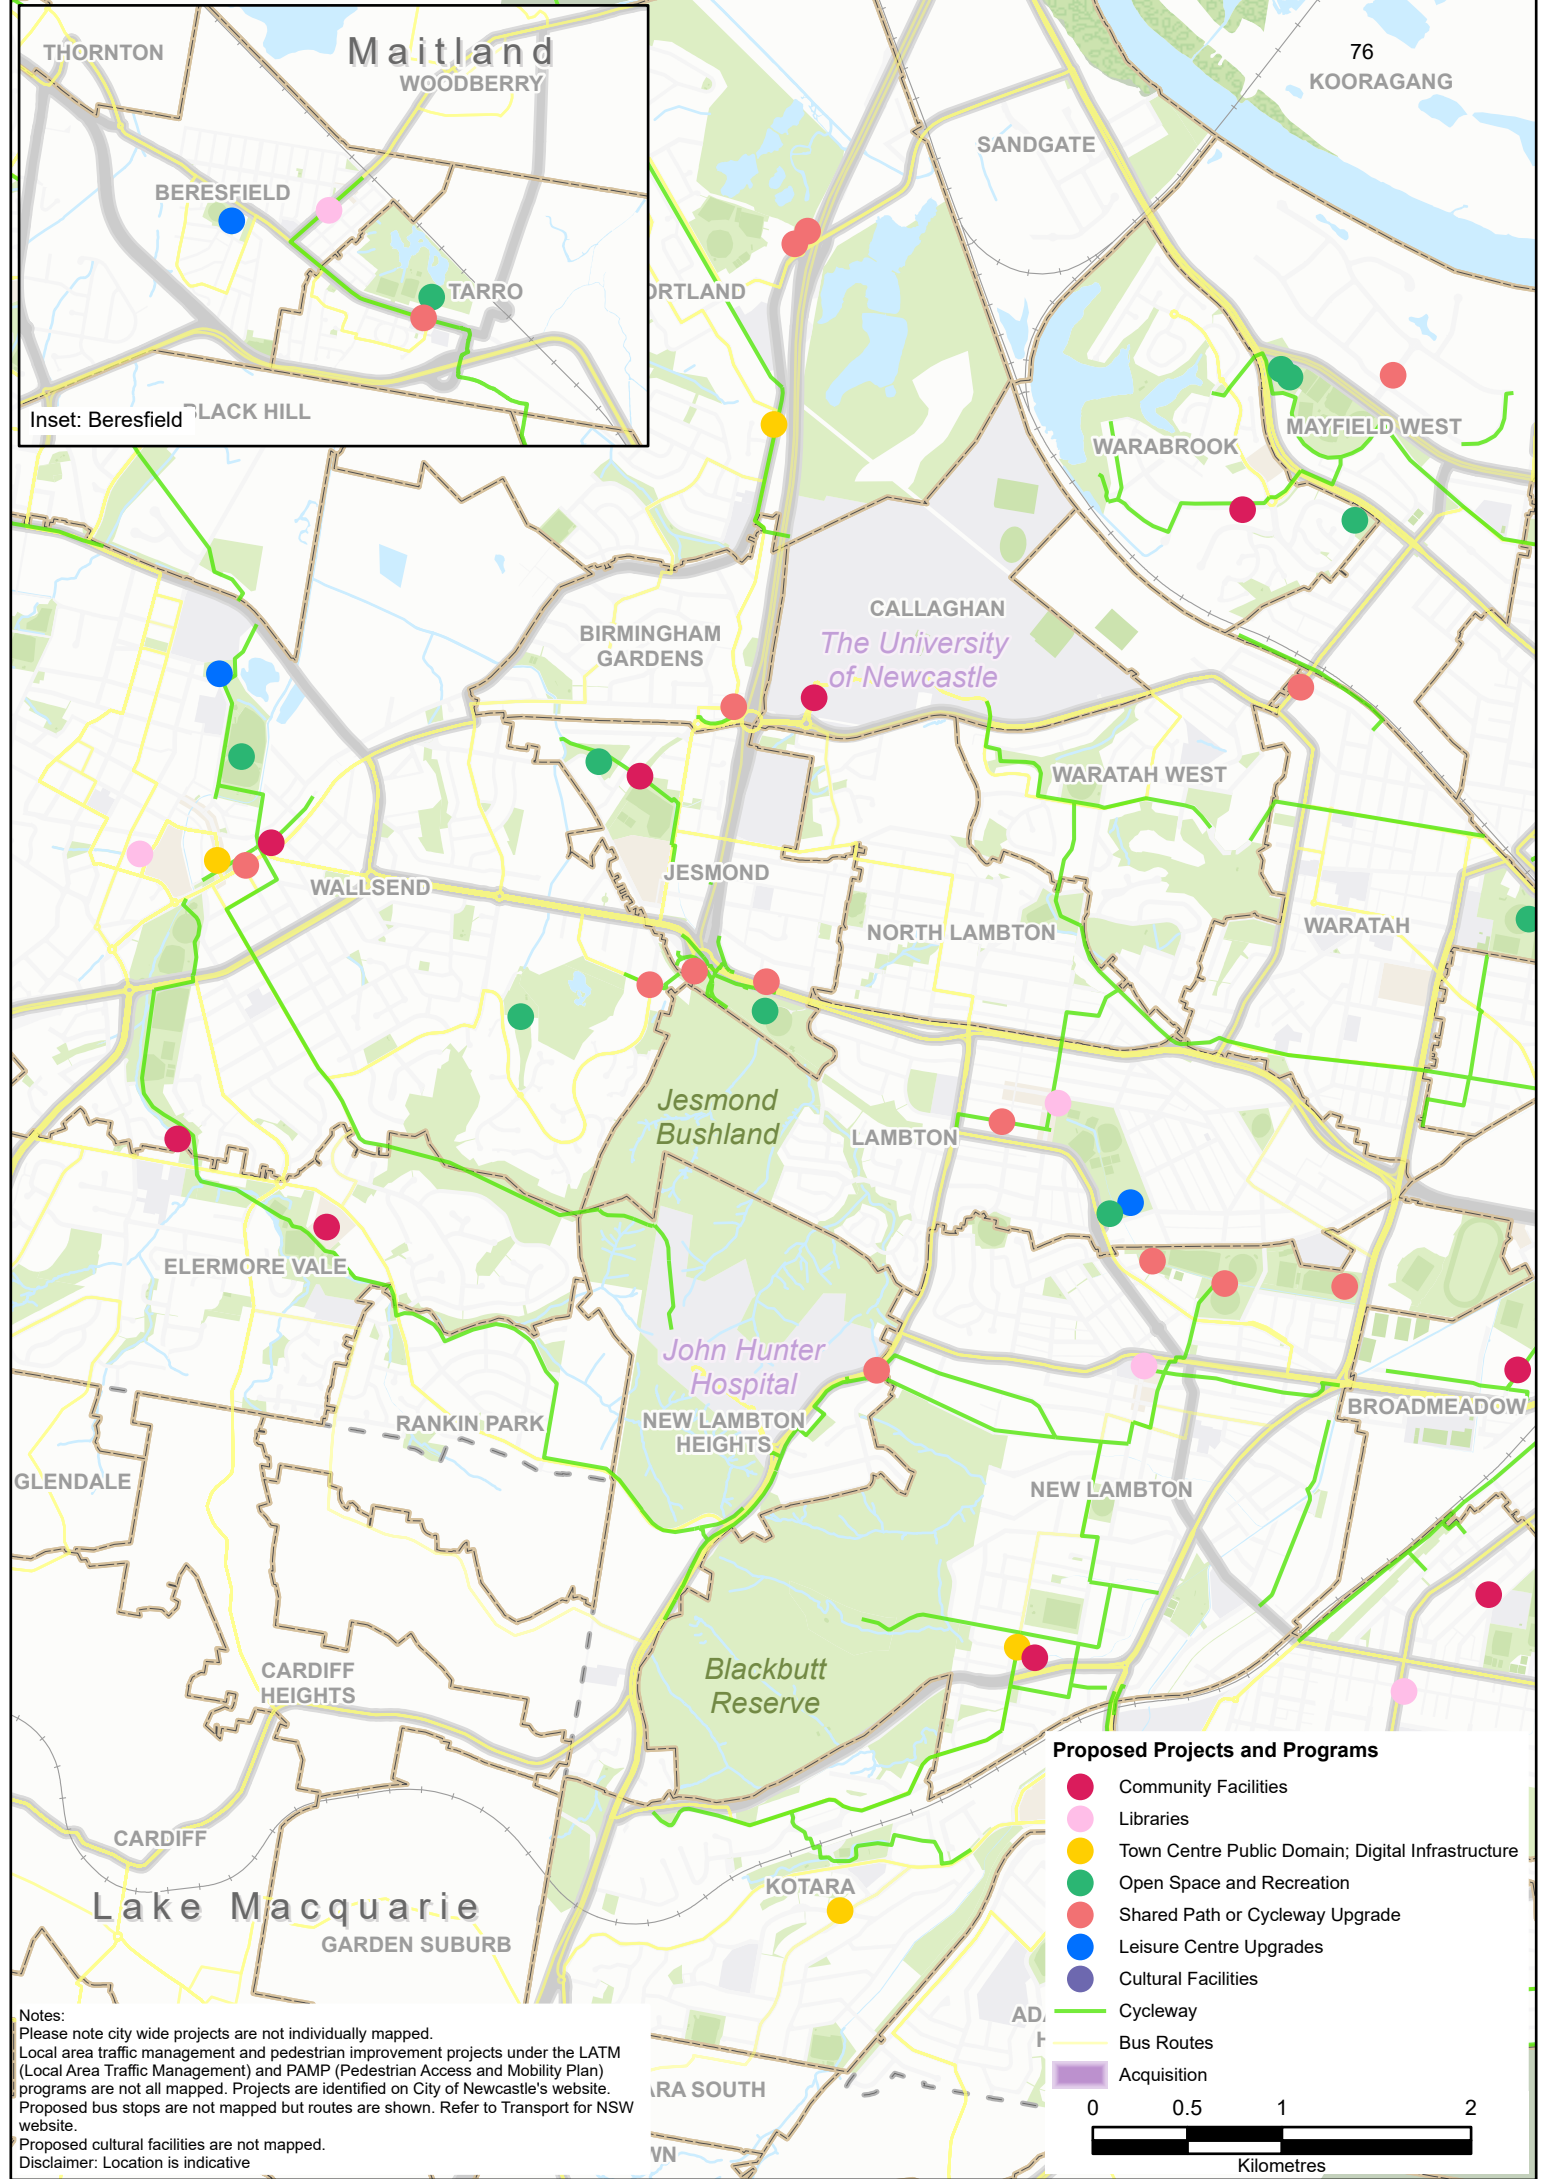 THORNTON
Maitland
WOODBERRY
BERESFIELD
TARRO
BLACK HILL
Inset: Beresfield
76
KOORAGANG
SANDGATE
ORTLAND
MAYFIELD WEST
WARABROOK
CALLAGHAN
The University
of Newcastle
BIRMINGHAM
GARDENS
WARATAH WEST
JESMOND
WALLSEND
NORTH LAMBTON
WARATAH
Jesmond
Bushland
LAMBTON
ELERMORE VALE
John Hunter
Hospital
NEW LAMBTON
HEIGHTS
RANKIN PARK
BROADMEADOW
GLENDALE
NEW LAMBTON
CARDIFF
HEIGHTS
Blackbutt
Reserve
CARDIFF
KOTARA
Lake Macquarie
GARDEN SUBURB
ADA
H
ARA SOUTH
WN
Proposed Projects and Programs
Community Facilities
Libraries
Town Centre Public Domain; Digital Infrastructure
Open Space and Recreation
Shared Path or Cycleway Upgrade
Leisure Centre Upgrades
Cultural Facilities
Cycleway
Bus Routes
Acquisition
0 0.5 1 2
Kilometres
Notes:
Please note city wide projects are not individually mapped.
Local area traffic management and pedestrian improvement projects under the LATM
(Local Area Traffic Management) and PAMP (Pedestrian Access and Mobility Plan)
programs are not all mapped. Projects are identified on City of Newcastle's website.
Proposed bus stops are not mapped but routes are shown. Refer to Transport for NSW
website.
Proposed cultural facilities are not mapped.
Disclaimer: Location is indicative